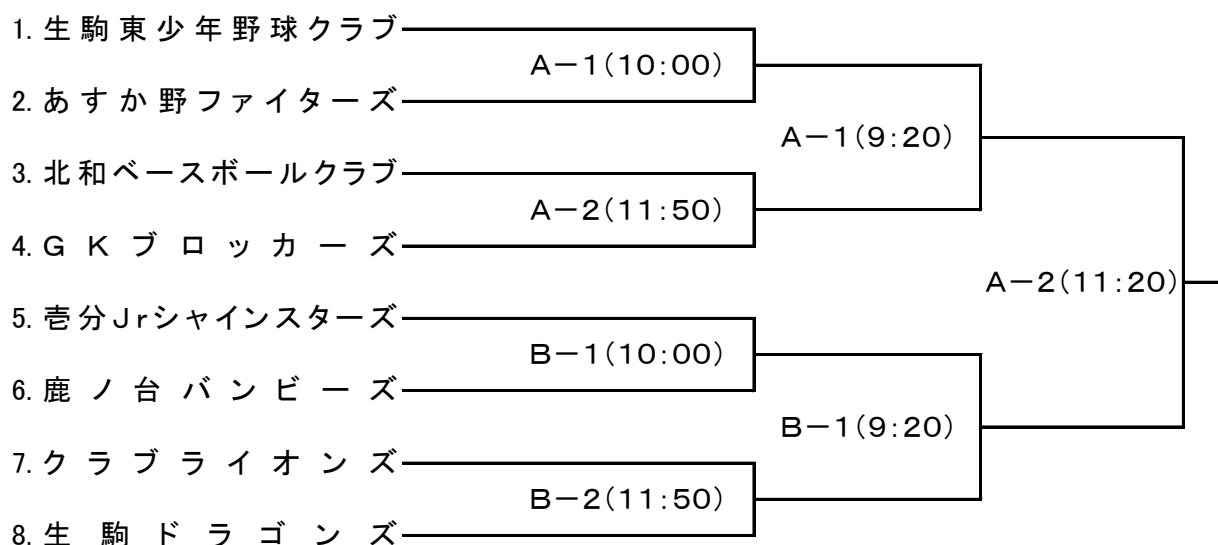 1. 生駒東少年野球クラブ
A－1(10:00)
2. あすか野ファイターズ
A－1(9:20)
3. 北和ベースボールクラブ
A－2(11:50)
4. GKブロッカーズ
A－2(11:20)
5. 壱分Jrシャインスターズ
B－1(10:00)
6. 鹿ノ台バンビーズ
B－1(9:20)
7. クラブライオンズ
B－2(11:50)
8. 生駒ドラゴンズ